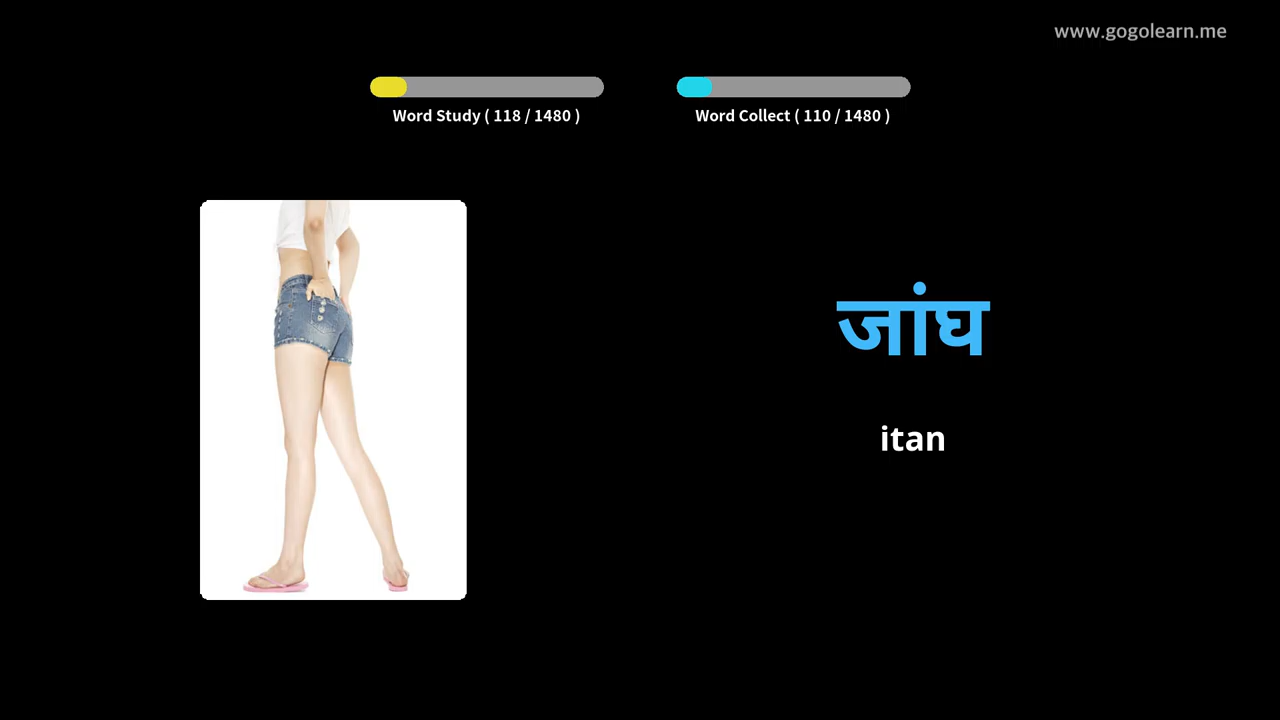 www.gogolearn.me
Word Study ( 118 / 1480 )
Word Collect ( 110 / 1480 )
जांघ
itan